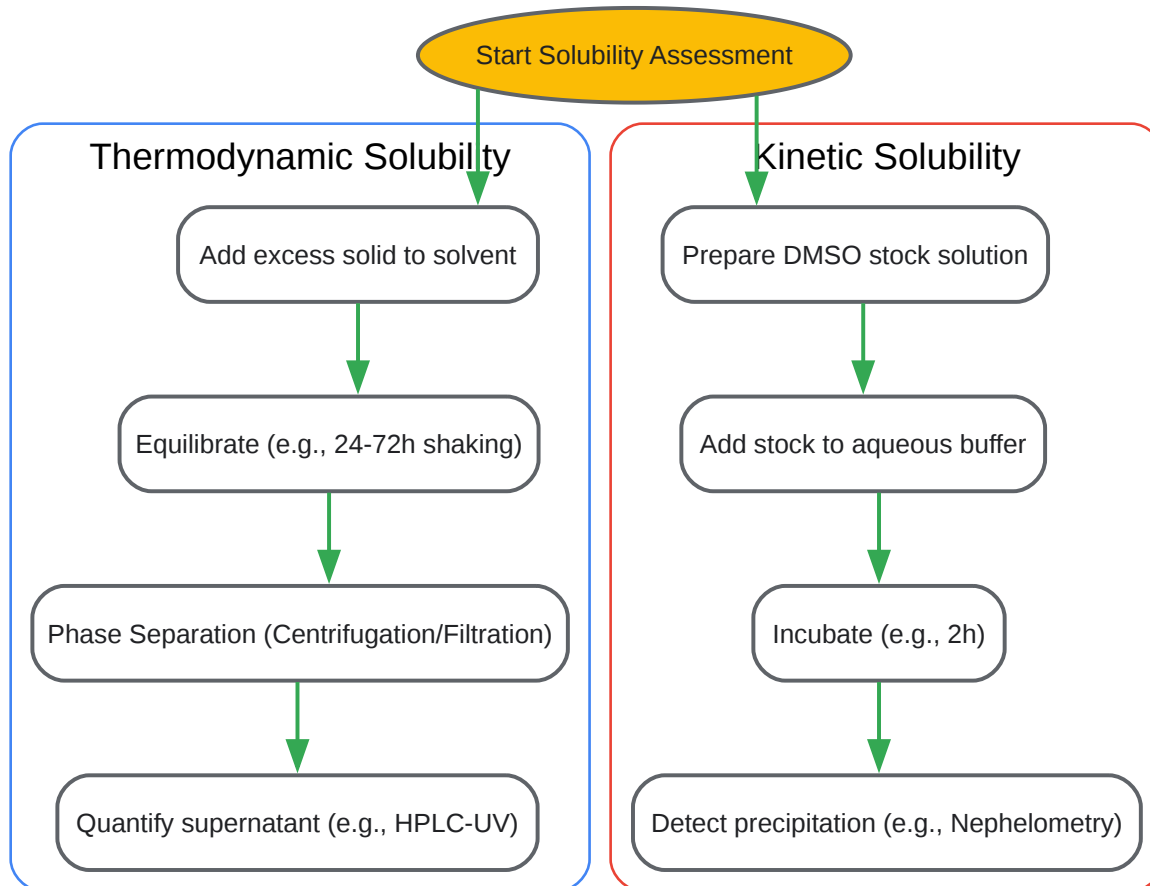 Start Solubility Assessment
Thermodynamic Solubility
Add excess solid to solvent
Equilibrate (e.g., 24-72h shaking)
Phase Separation (Centrifugation/Filtration)
Quantify supernatant (e.g., HPLC-UV)
Kinetic Solubility
Prepare DMSO stock solution
Add stock to aqueous buffer
Incubate (e.g., 2h)
Detect precipitation (e.g., Nephelometry)